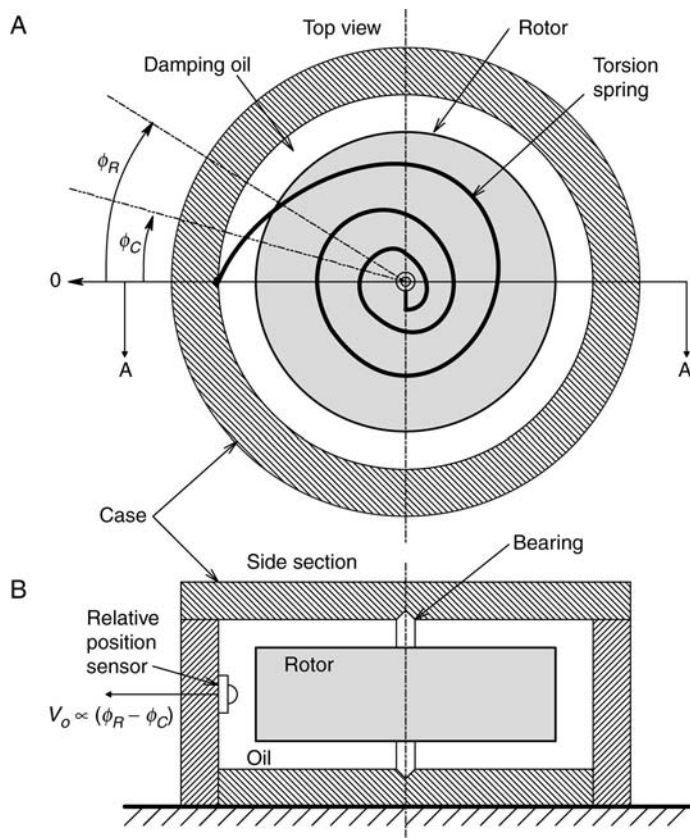 A
Top view
Rotor
Damping oil
Torsion
spring
ϕR
ϕC
0
A
A
Case
Bearing
Side section
B
Relative
position
sensor
Rotor
Vo ∝ (ϕR − ϕC)
Oil